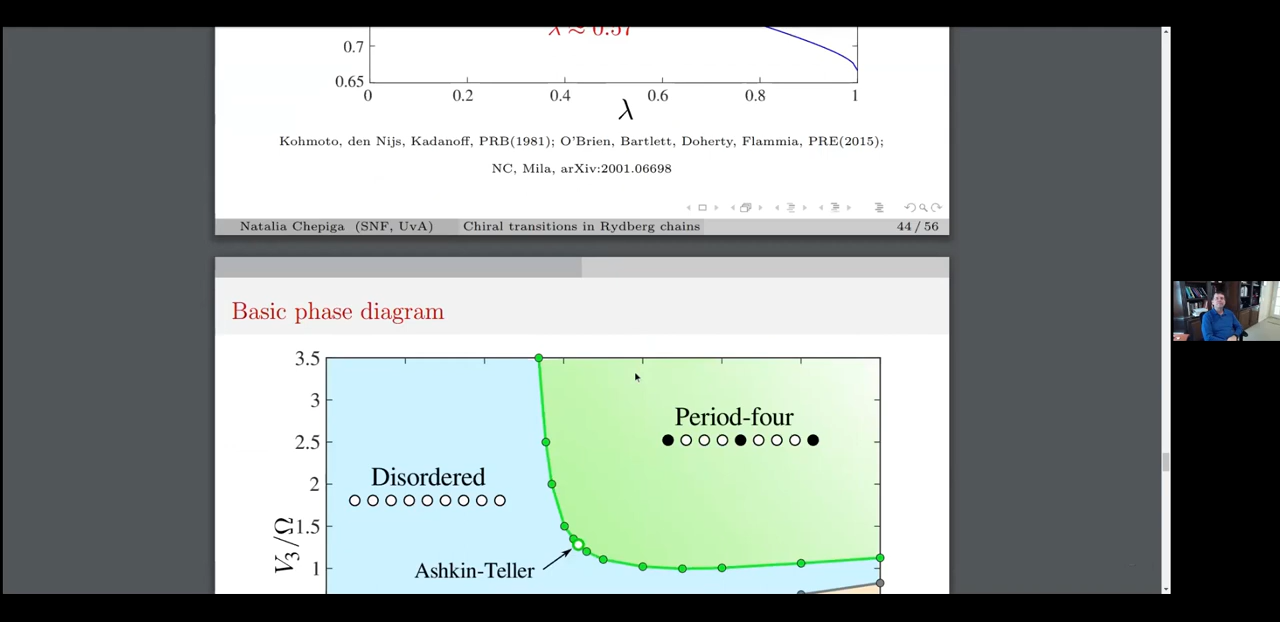 λ ≈ 0.57
0.7
0.65
0 0.2 0.4 0.6 0.8 1
λ
Kohmoto, den Nijs, Kadanoff, PRB(1981); O'Brien, Bartlett, Doherty, Flammia, PRE(2015);
NC, Mila, arXiv:2001.06698
Natalia Chepiga (SNF, UvA) Chiral transitions in Rydberg chains 44 / 56
Basic phase diagram
3.5
3
Period-four
2.5
Disordered
2
1.5
V₃/Ω
Ashkin-Teller
1